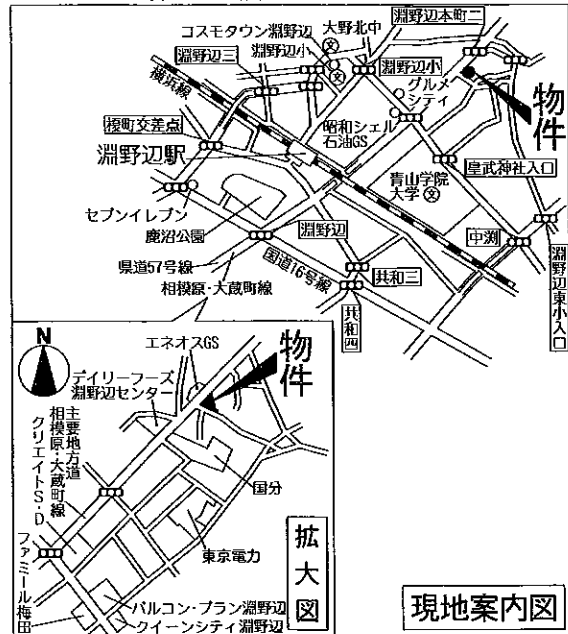 大野北中
淵野辺本町二
コスモタウン淵野辺
淵野辺小
淵野辺三
淵野辺小
グルメ
シティ
物件
横浜線
榎町交差点
昭和シェル
石油GS
淵野辺駅
皇武神社入口
青山学院
大学
セブンイレブン
鹿沼公園
淵野辺
中渕
淵野辺東小入口
県道57号線
国道16号線
共和三
相模原・大蔵町線
共和四
N
エネオスGS
物件
デイリーフーズ
淵野辺センター
主要地方道
相模原・大蔵町線
クリエイトS・D
国分
東京電力
拡大図
ファミール梅田
バルコン・プラン淵野辺
クイーンシティ淵野辺
現地案内図